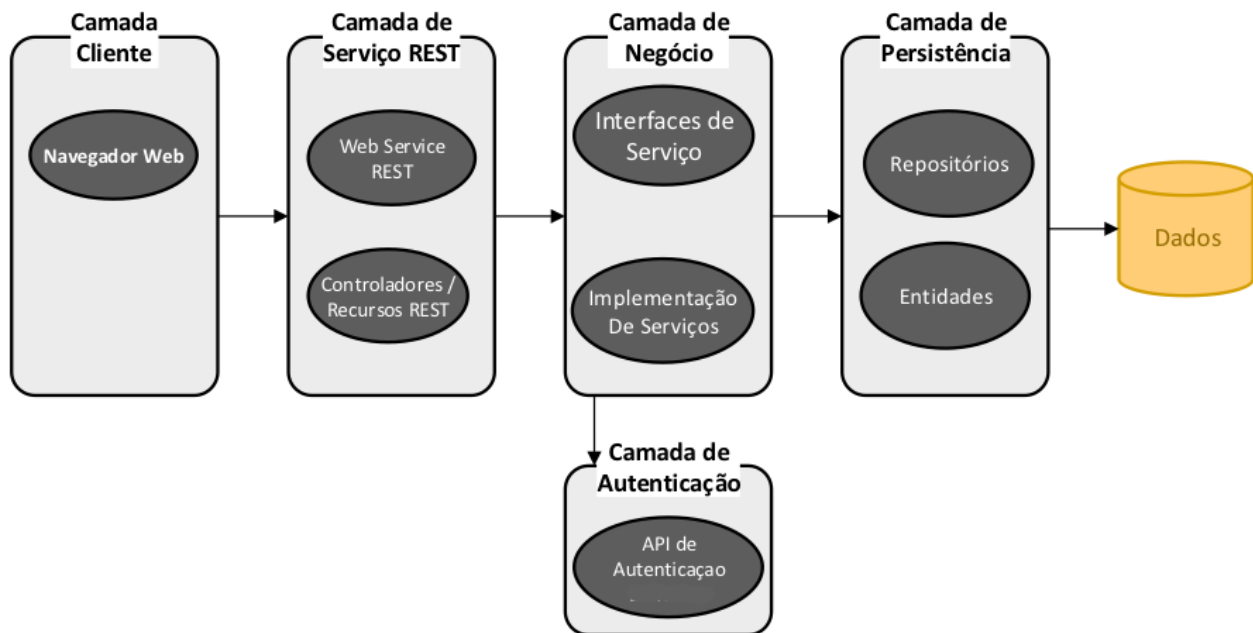 Camada
Cliente
Navegador Web
Camada de
Serviço REST
Web Service
REST
Controladores /
Recursos REST
Camada de
Negócio
Interfaces de
Serviço
Implementação
De Serviços
Camada de
Persistência
Repositórios
Entidades
Dados
Camada de
Autenticação
API de
Autenticaçao